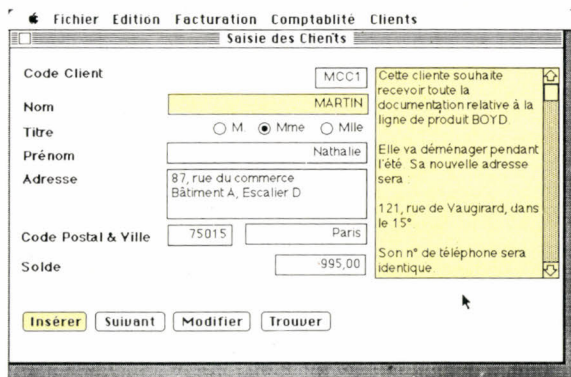 Fichier Edition Facturation Comptablité Clients
Saisie des Clients
Code Client MCC1
Nom MARTIN
Titre M. Mme Mlle
Prénom Nathalie
Adresse 87, rue du commerce
Bâtiment A, Escalier D
Code Postal & Ville 75015 Paris
Solde -995,00
Cette cliente souhaite
recevoir toute la
documentation relative à la
ligne de produit BOYD.
Elle va déménager pendant
l'été. Sa nouvelle adresse
sera :
121, rue de Vaugirard, dans
le 15°
Son n° de téléphone sera
identique.
Insérer Suivant Modifier Trouver